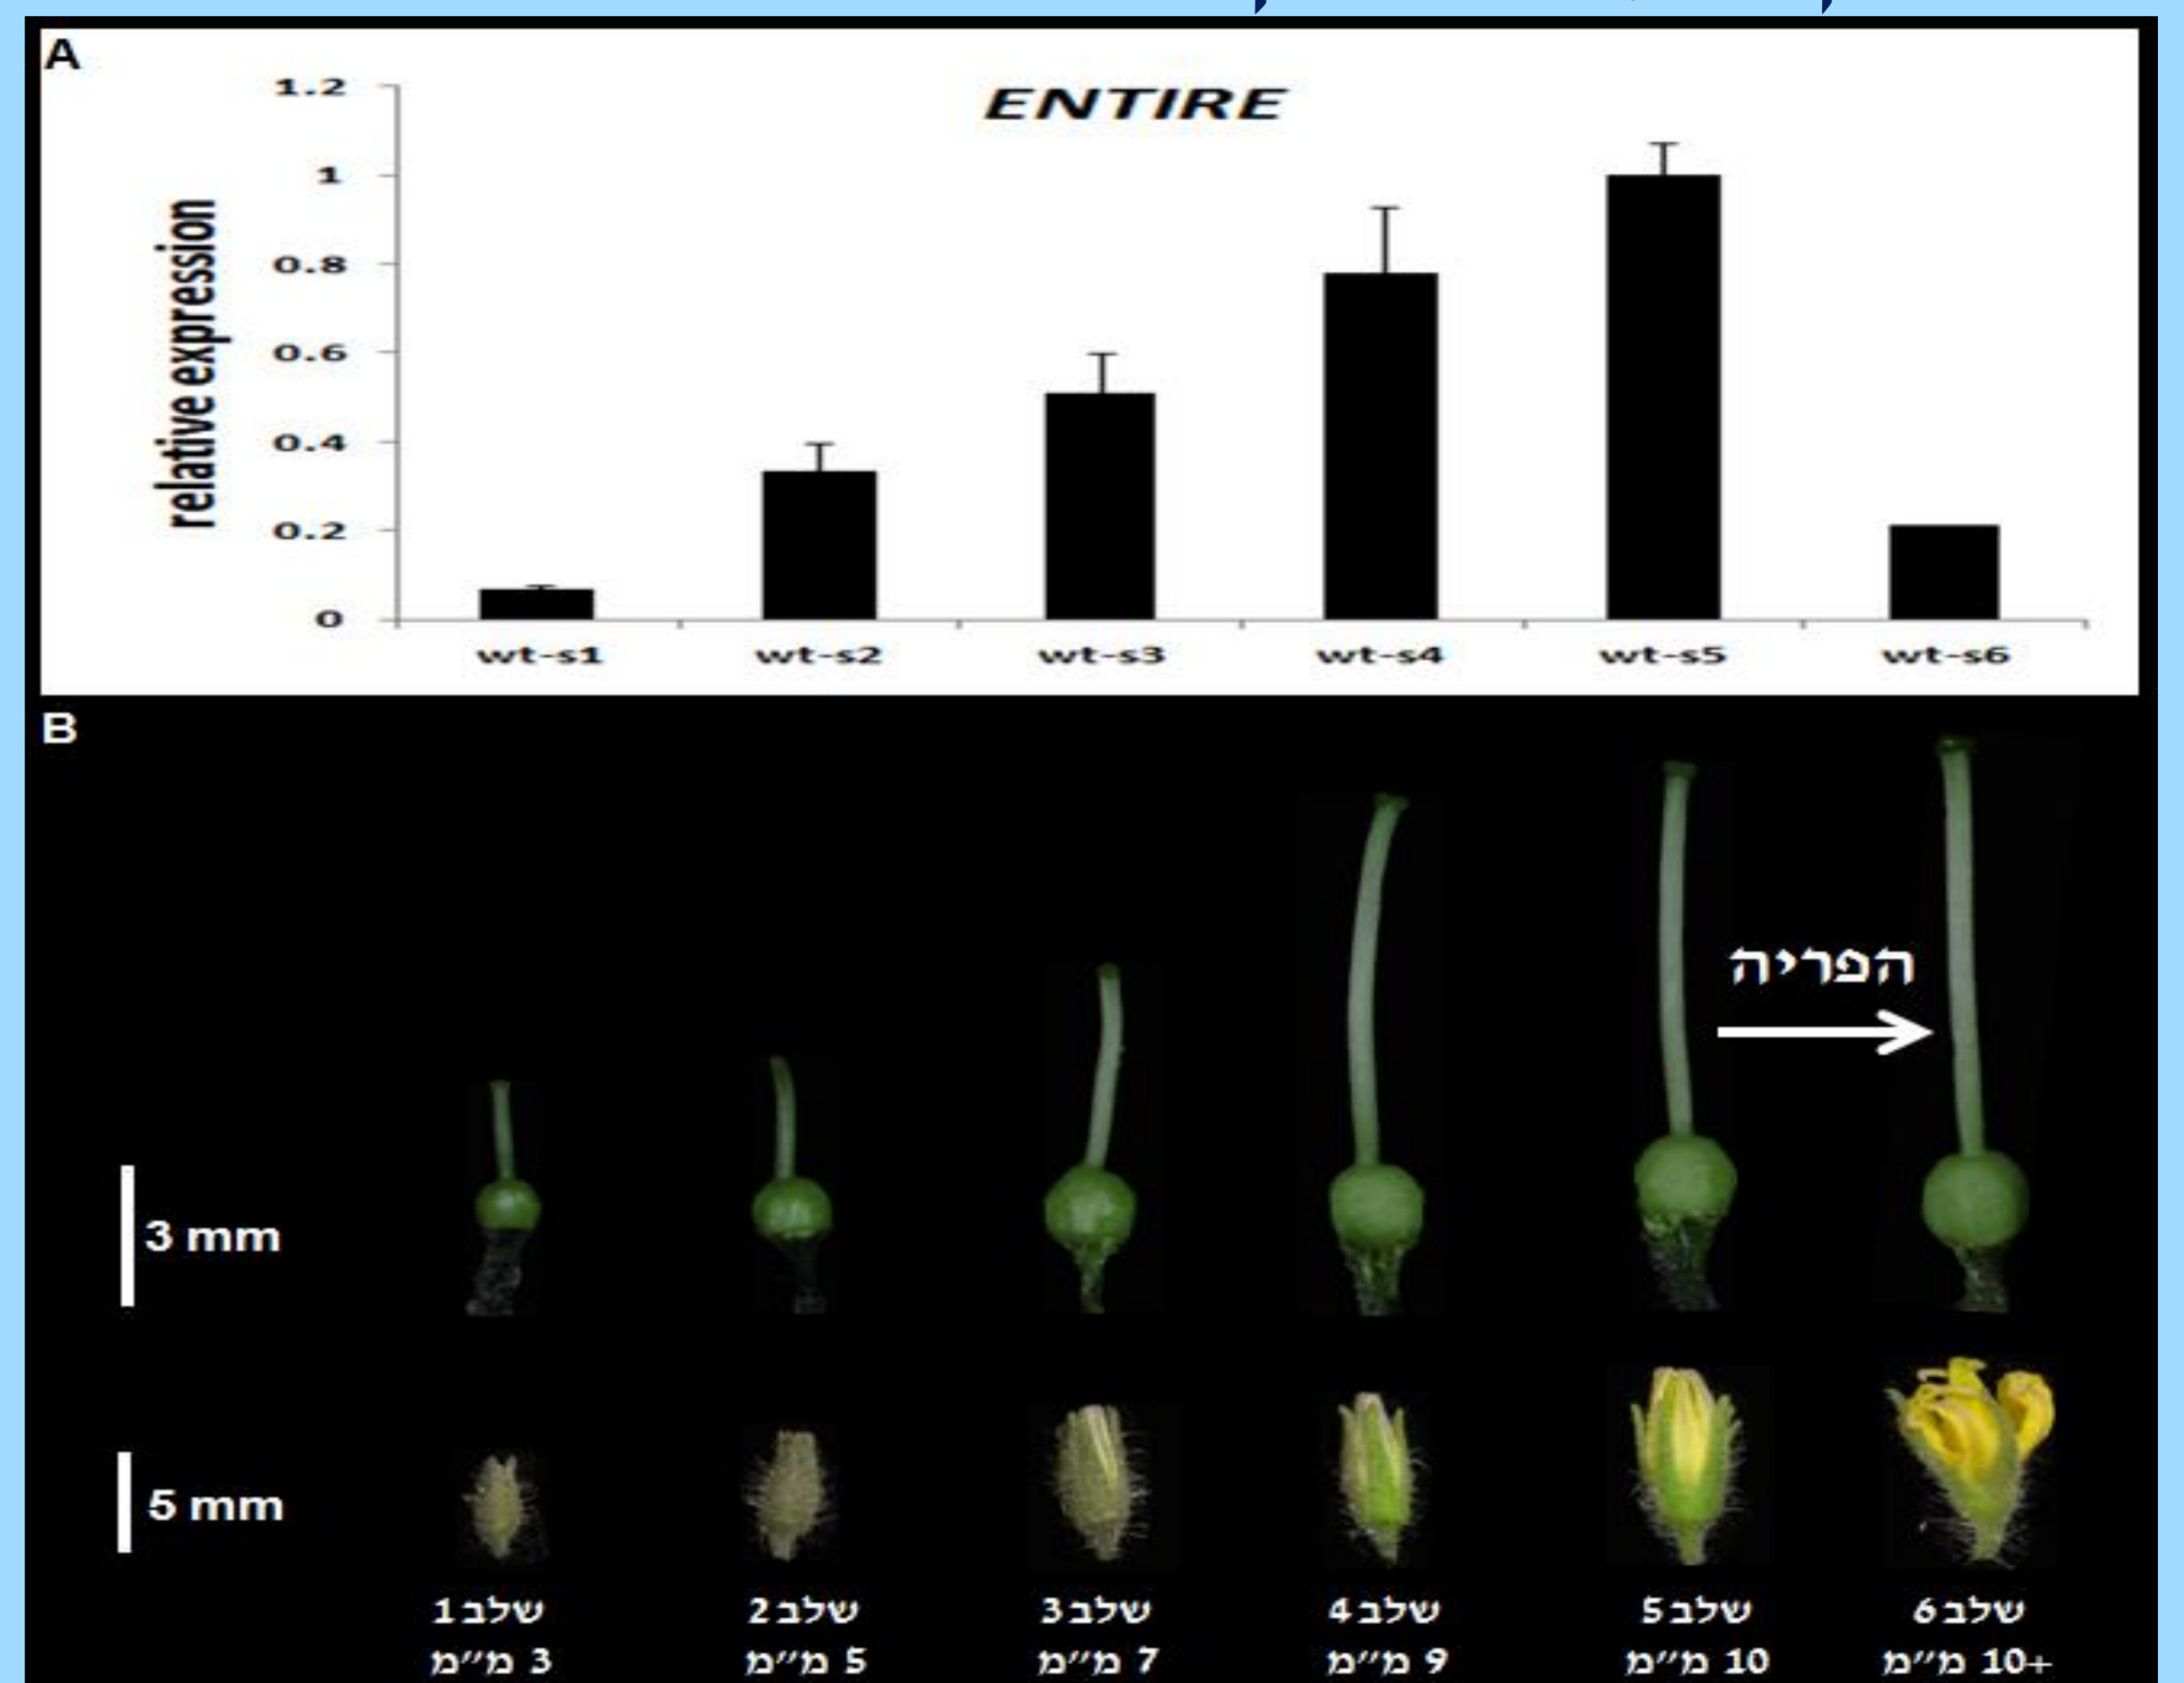 A
ENTIRE
relative expression
1.2
1
0.8
0.6
0.4
0.2
0
wt-s1 wt-s2 wt-s3 wt-s4 wt-s5 wt-s6
B
הפריה
3 mm
5 mm
שלב 1 שלב 2 שלב 3 שלב 4 שלב 5 שלב 6
3 מ״מ 5 מ״מ 7 מ״מ 9 מ״מ 10 מ״מ 10+ מ״מ